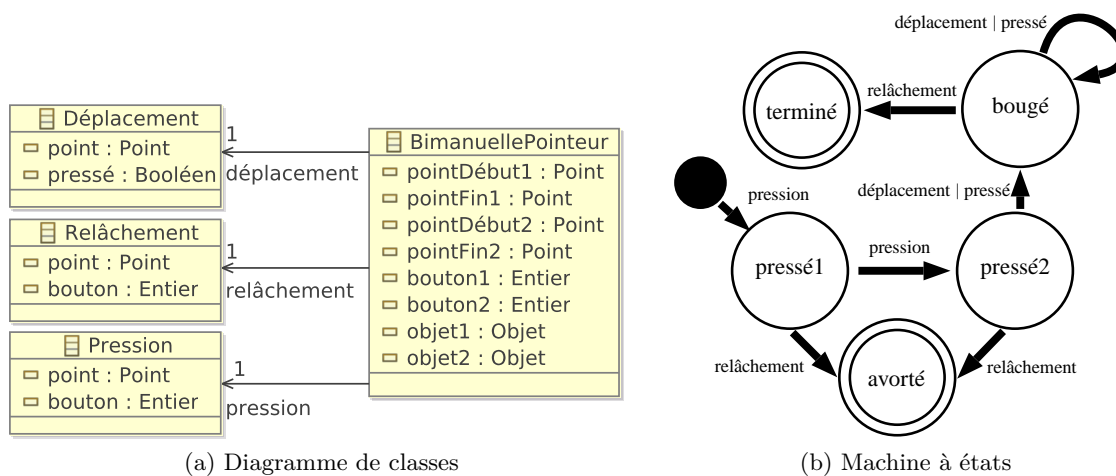 Déplacement
point : Point
pressé : Booléen
1
déplacement
Relâchement
point : Point
bouton : Entier
1
relâchement
Pression
point : Point
bouton : Entier
1
pression
BimanuellePointeur
pointDébut1 : Point
pointFin1 : Point
pointDébut2 : Point
pointFin2 : Point
bouton1 : Entier
bouton2 : Entier
objet1 : Objet
objet2 : Objet
(a) Diagramme de classes
déplacement | pressé
terminé
relâchement
bougé
pression
déplacement | pressé
pressé1
pression
pressé2
relâchement
avorté
relâchement
(b) Machine à états